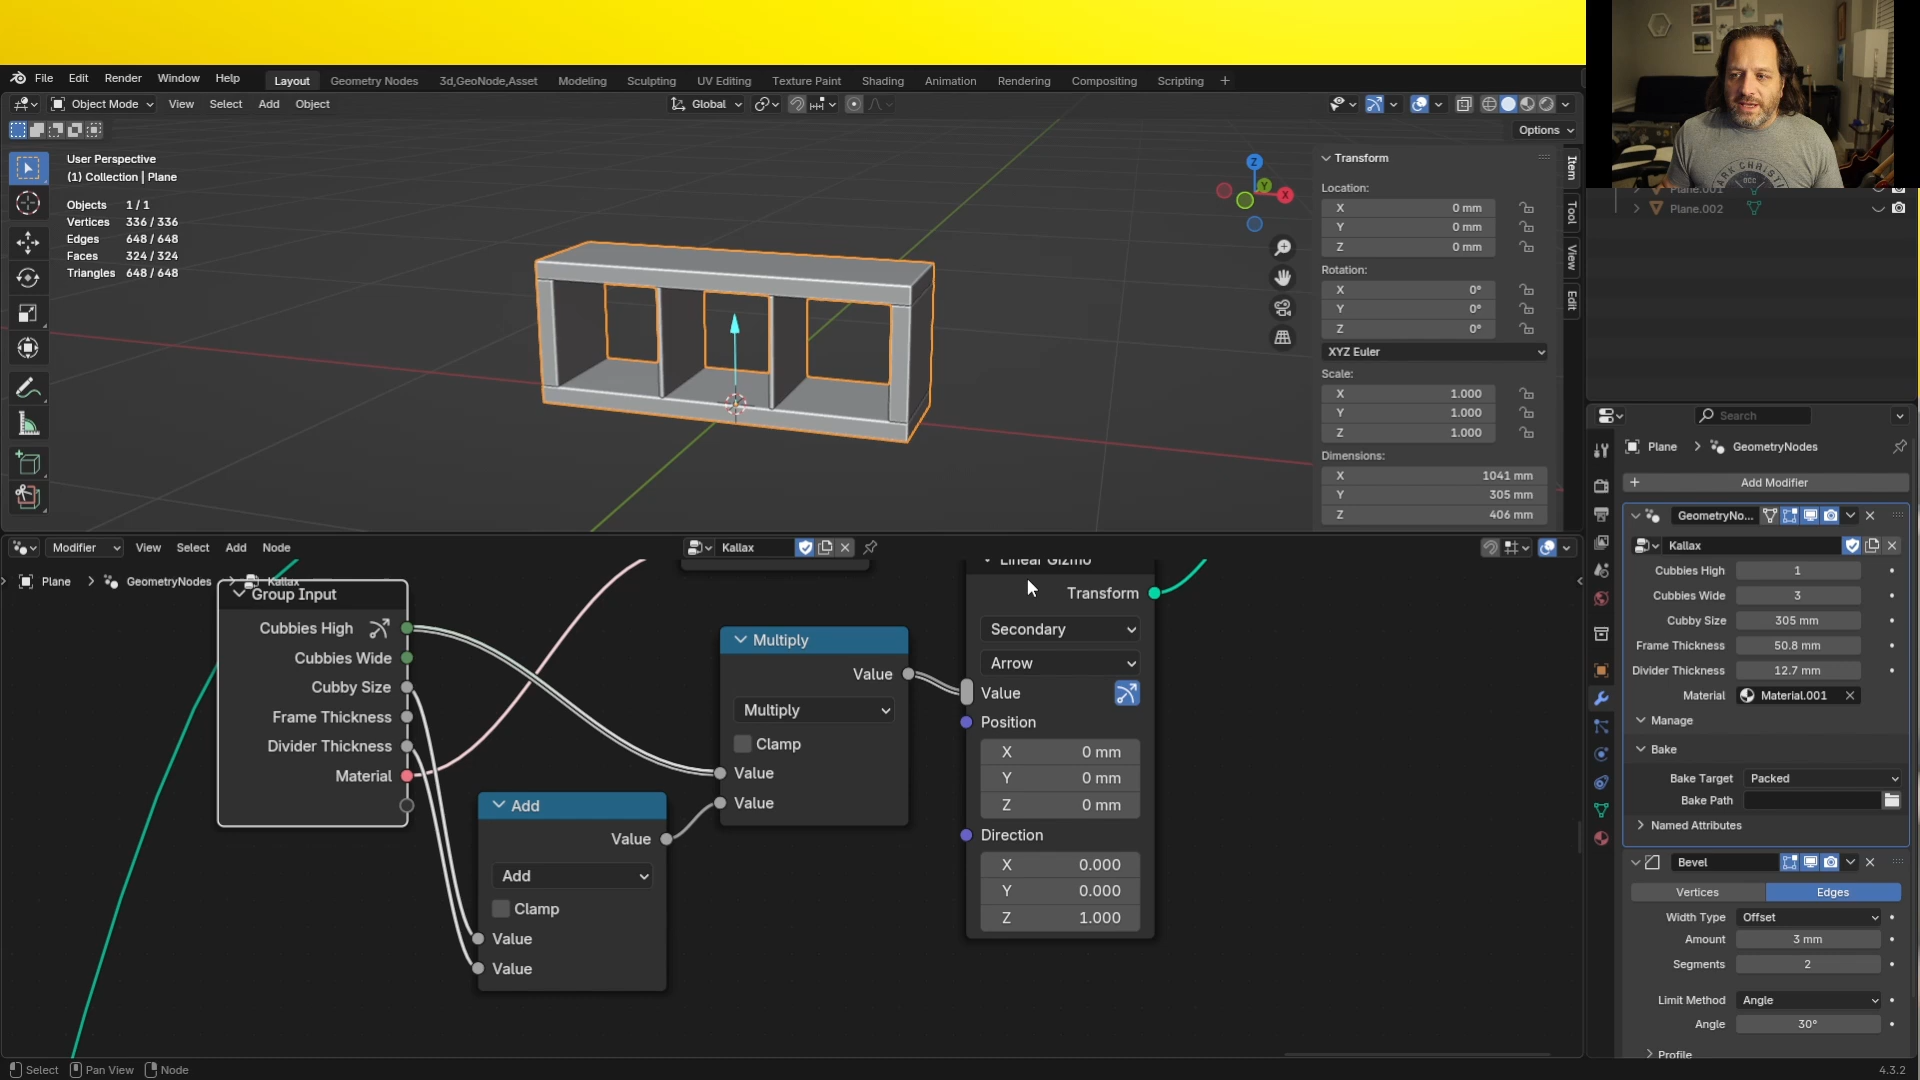 File Edit Render Window Help
Layout Geometry Nodes 3d,GeoNode,Asset Modeling Sculpting UV Editing Texture Paint Shading Animation Rendering Compositing Scripting +
Object Mode View Select Add Object Global
Options
User Perspective
(1) Collection | Plane
Objects 1 / 1
Vertices 336 / 336
Edges 648 / 648
Faces 324 / 324
Triangles 648 / 648
Z
Y
X
Transform
Location:
X 0 mm
Y 0 mm
Z 0 mm
Rotation:
X 0°
Y 0°
Z 0°
XYZ Euler
Scale:
X 1.000
Y 1.000
Z 1.000
Dimensions:
X 1041 mm
Y 305 mm
Z 406 mm
Item
Tool
View
Edit
Plane.001
Plane.002
Search
Plane > GeometryNodes
+ Add Modifier
GeometryNo...
Kallax
Cubbies High 1
Cubbies Wide 3
Cubby Size 305 mm
Frame Thickness 50.8 mm
Divider Thickness 12.7 mm
Material Material.001
Manage
Bake
Bake Target Packed
Bake Path
Named Attributes
Bevel
Vertices Edges
Width Type Offset
Amount 3 mm
Segments 2
Limit Method Angle
Angle 30°
Profile
Modifier View Select Add Node Kallax
Plane > GeometryNodes > Kallax
Group Input
Cubbies High
Cubbies Wide
Cubby Size
Frame Thickness
Divider Thickness
Material
Add
Value
Add
Clamp
Value
Value
Multiply
Value
Multiply
Clamp
Value
Value
Linear Gizmo
Transform
Secondary
Arrow
Value
Position
X 0 mm
Y 0 mm
Z 0 mm
Direction
X 0.000
Y 0.000
Z 1.000
Select Pan View Node
4.3.2